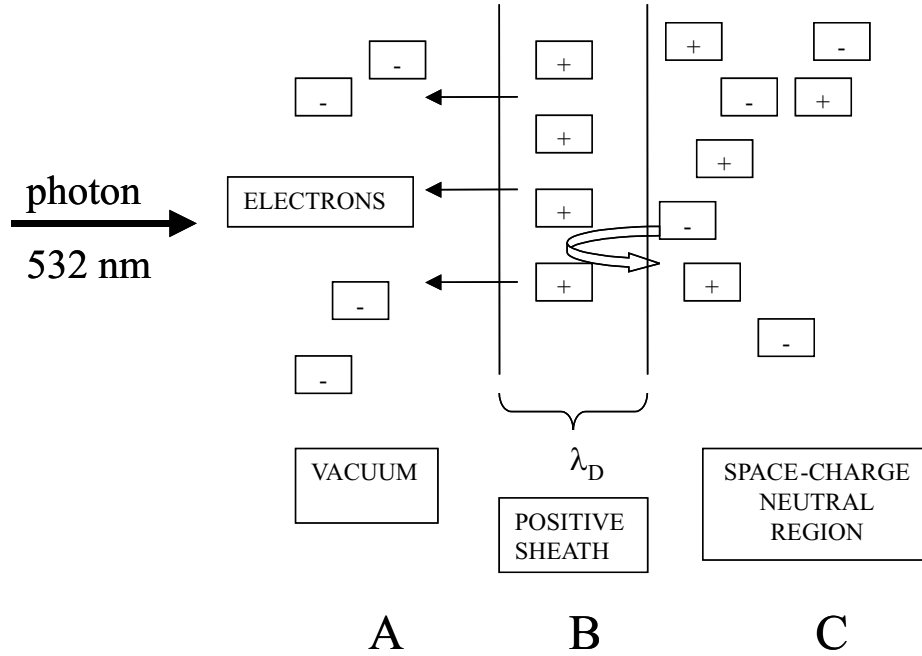 +
+
-
-
-
-
+
+
+
photon
ELECTRONS
+
-
532 nm
+
+
-
-
-
λD
VACUUM
SPACE-CHARGE
NEUTRAL
REGION
POSITIVE
SHEATH
A
B
C